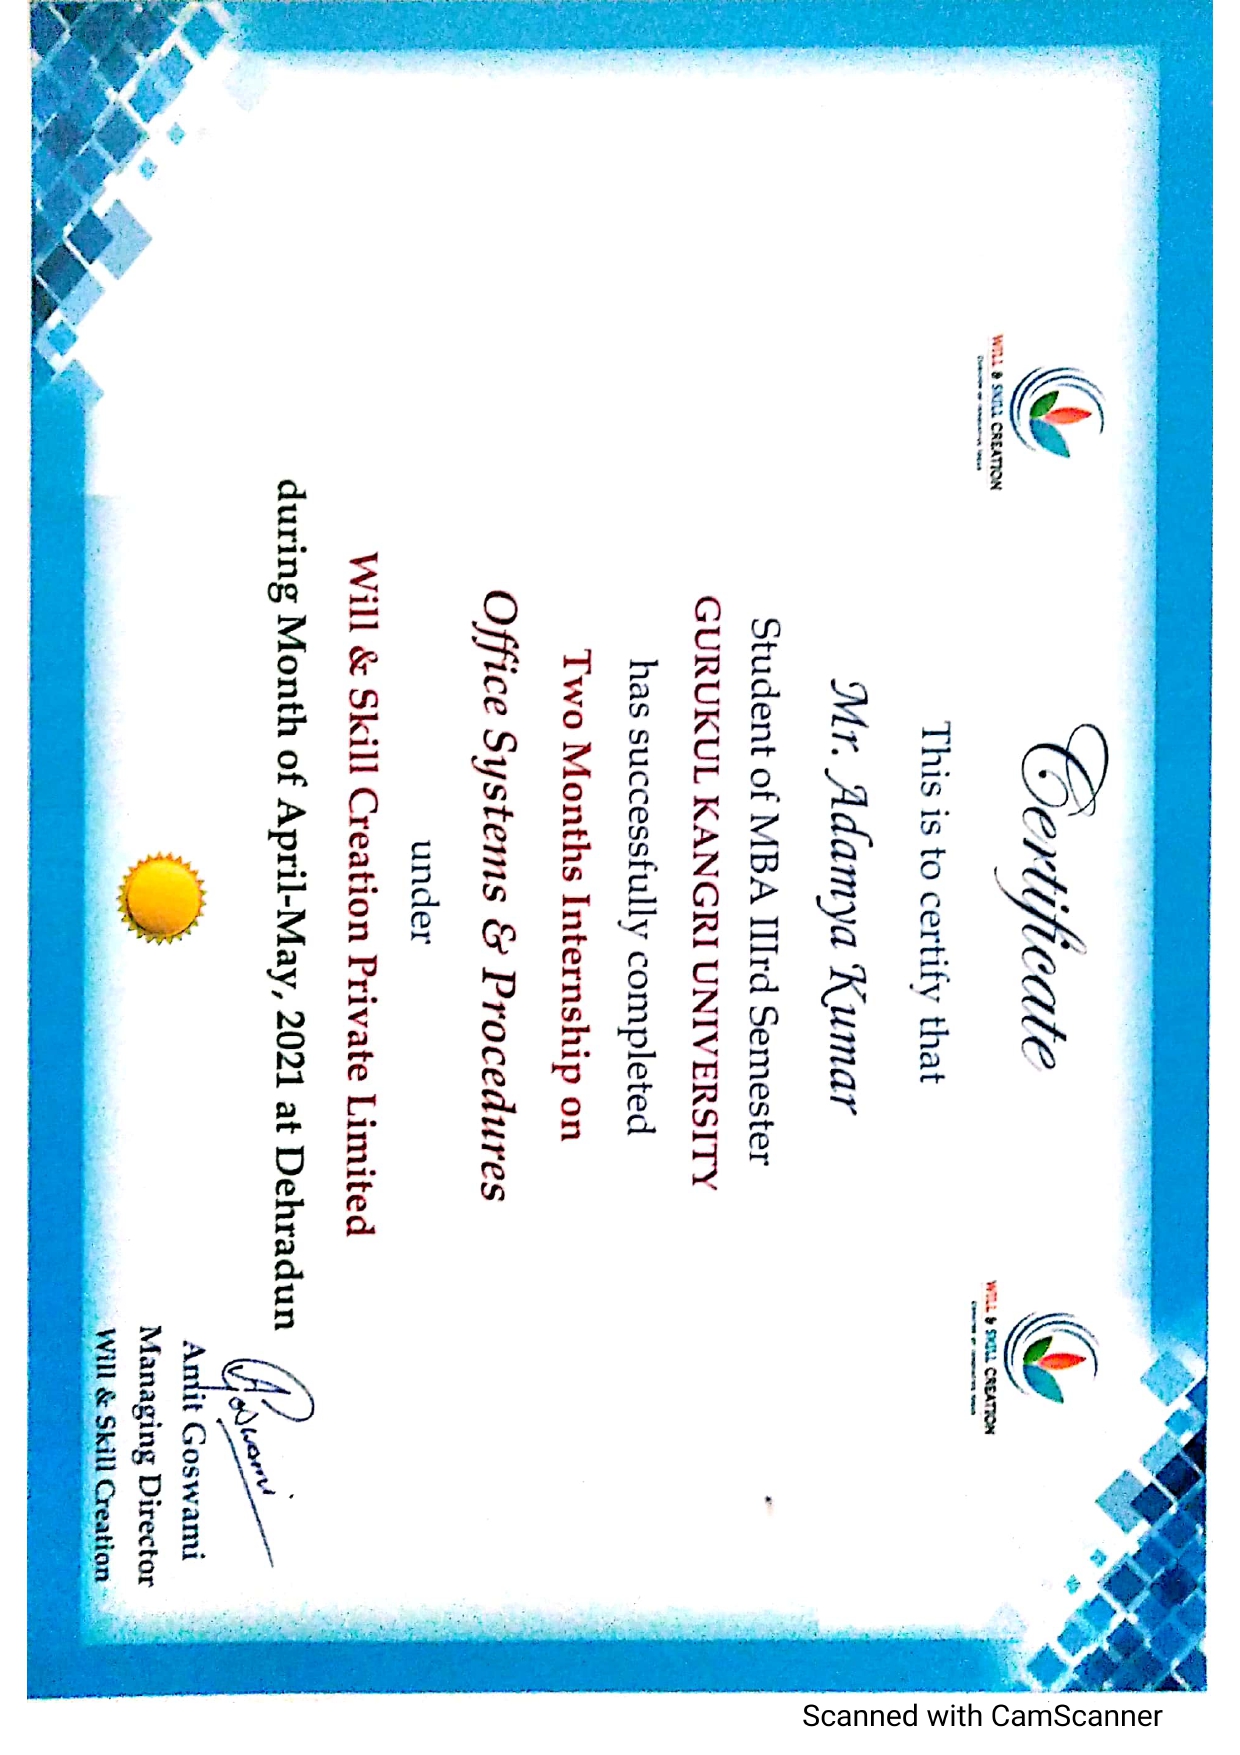 Certificate
WILL & SKILL CREATION
WILL & SKILL CREATION
This is to certify that
Mr. Adamya Kumar
Student of MBA IIIrd Semester
GURUKUL KANGRI UNIVERSITY
has successfully completed
Two Months Internship on
Office Systems & Procedures
under
Will & Skill Creation Private Limited
during Month of April-May, 2021 at Dehradun
AGoswami
Amit Goswami
Managing Director
Will & Skill Creation
Scanned with CamScanner